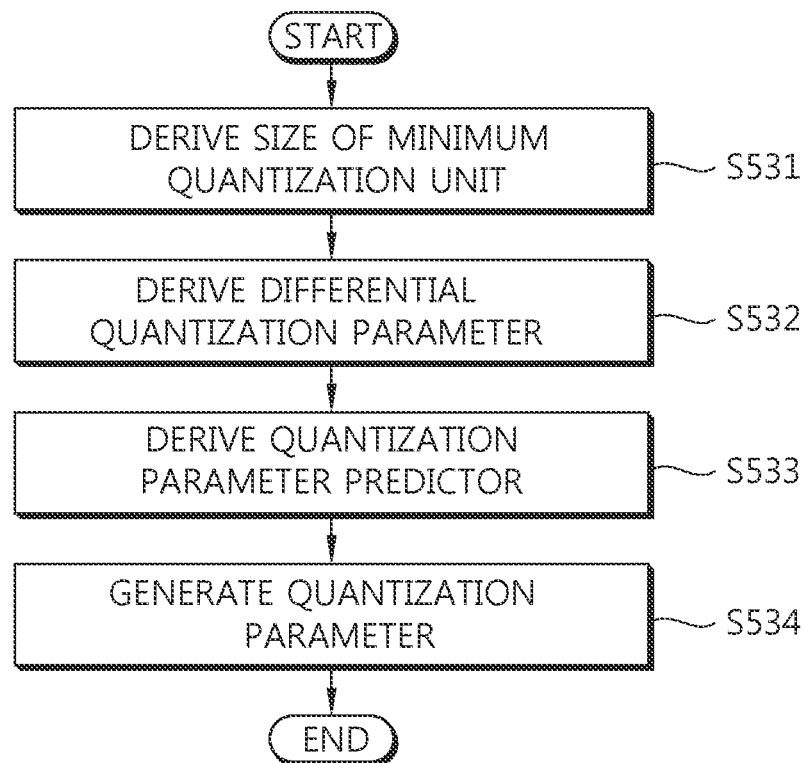 START
DERIVE SIZE OF MINIMUM
QUANTIZATION UNIT
S531
DERIVE DIFFERENTIAL
QUANTIZATION PARAMETER
S532
DERIVE QUANTIZATION
PARAMETER PREDICTOR
S533
GENERATE QUANTIZATION
PARAMETER
S534
END